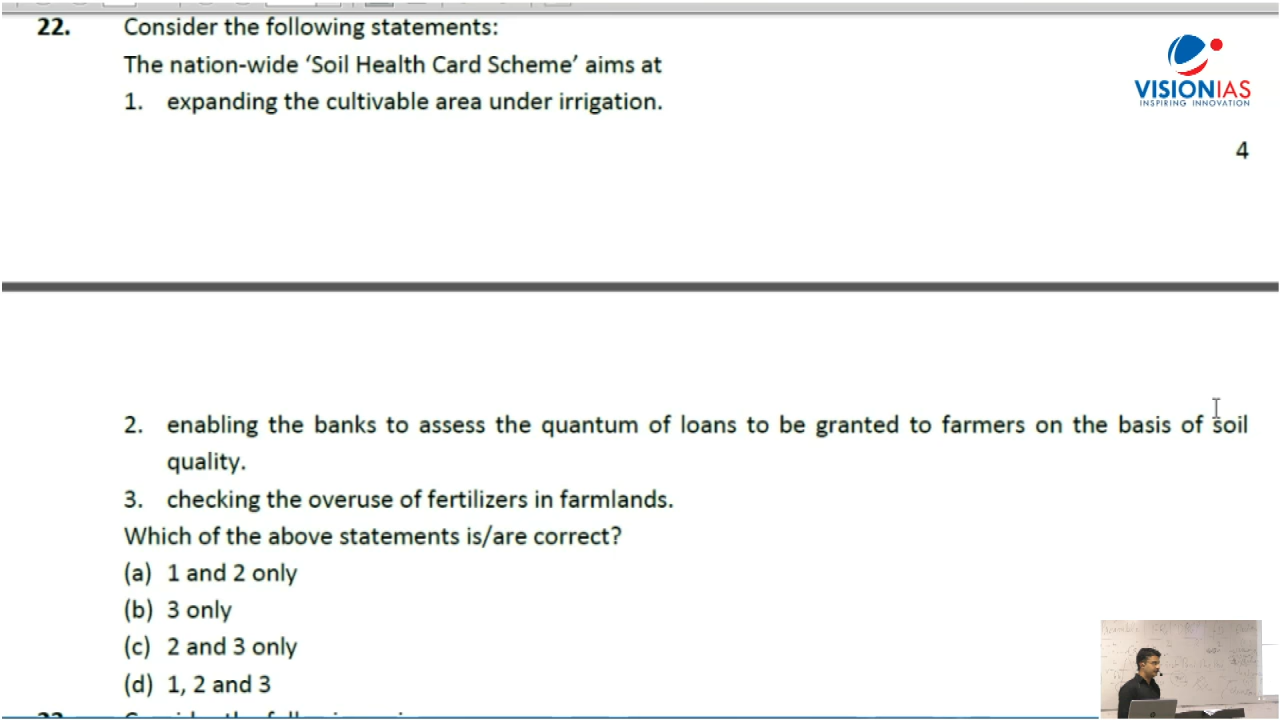 22. Consider the following statements:
The nation-wide ‘Soil Health Card Scheme’ aims at
1. expanding the cultivable area under irrigation.
VISIONIAS
INSPIRING INNOVATION
4
2. enabling the banks to assess the quantum of loans to be granted to farmers on the basis of soil
quality.
3. checking the overuse of fertilizers in farmlands.
Which of the above statements is/are correct?
(a) 1 and 2 only
(b) 3 only
(c) 2 and 3 only
(d) 1, 2 and 3